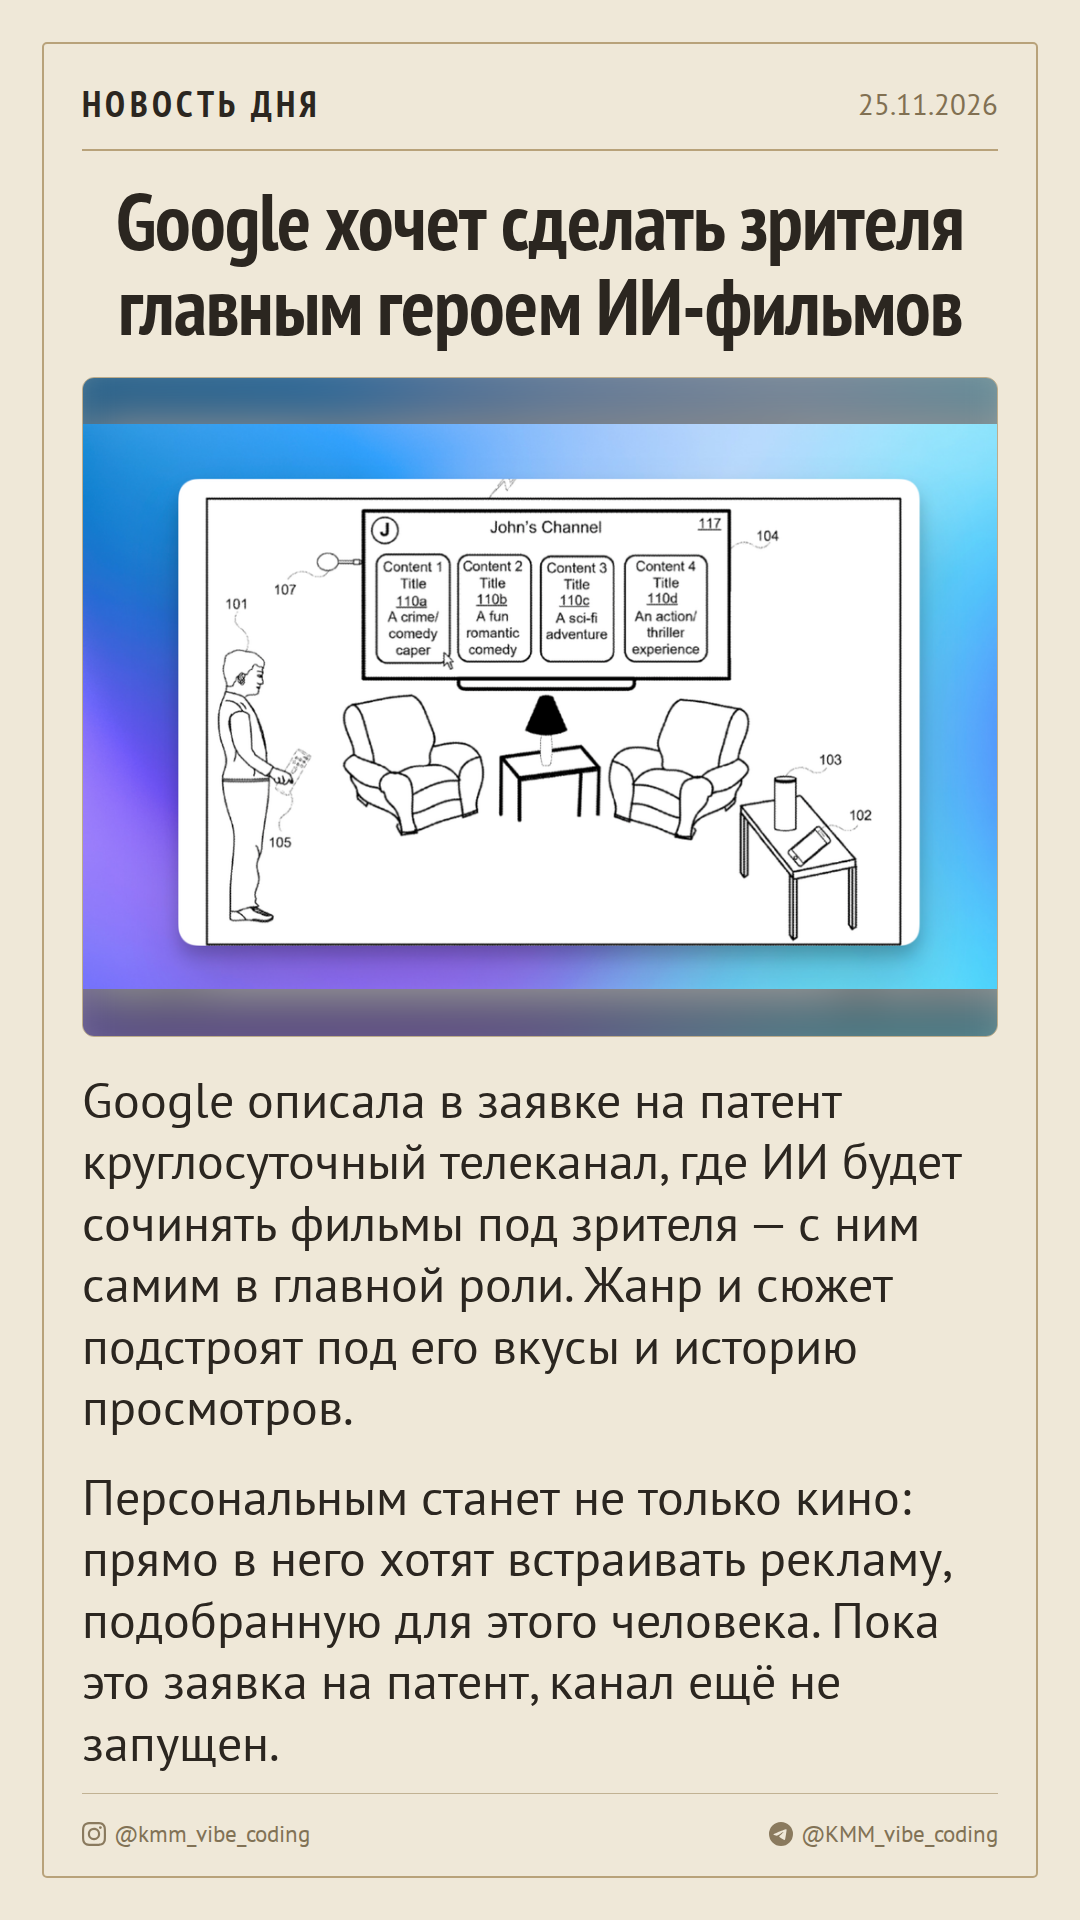 НОВОСТЬ ДНЯ
25.11.2026
Google хочет сделать зрителя
главным героем ИИ-фильмов
J
John's Channel
117
104
107
101
Content 1
Title
110a
A crime/
comedy
caper
Content 2
Title
110b
A fun
romantic
comedy
Content 3
Title
110c
A sci-fi
adventure
Content 4
Title
110d
An action/
thriller
experience
105
103
102
Google описала в заявке на патент
круглосуточный телеканал, где ИИ будет
сочинять фильмы под зрителя — с ним
самим в главной роли. Жанр и сюжет
подстроят под его вкусы и историю
просмотров.
Персональным станет не только кино:
прямо в него хотят встраивать рекламу,
подобранную для этого человека. Пока
это заявка на патент, канал ещё не
запущен.
@kmm_vibe_coding
@KMM_vibe_coding